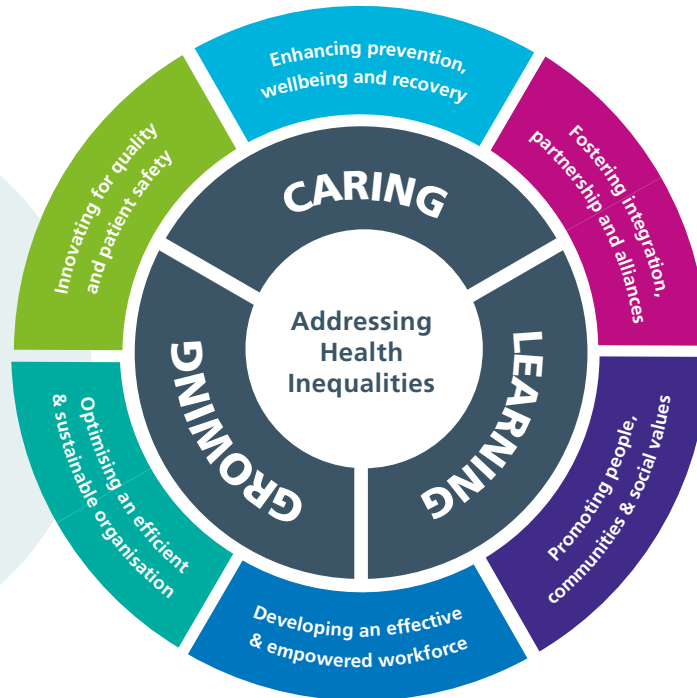 Enhancing prevention,
wellbeing and recovery
Fostering integration,
partnership and alliances
Promoting people,
communities & social values
Developing an effective
& empowered workforce
Optimising an efficient
& sustainable organisation
Innovating for quality
and patient safety
CARING
LEARNING
GROWING
Addressing
Health
Inequalities